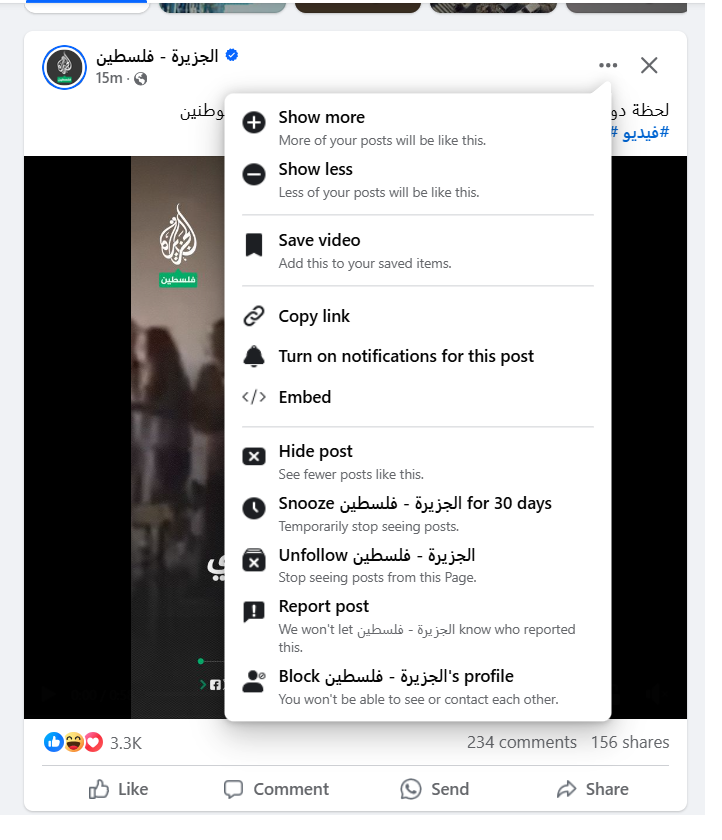 الجزيرة - فلسطين
15m
لحظة
وطنين
#فيديو #
الجزيرة
فلسطين
Show more
More of your posts will be like this.
Show less
Less of your posts will be like this.
Save video
Add this to your saved items.
Copy link
Turn on notifications for this post
</> Embed
Hide post
See fewer posts like this.
Snooze الجزيرة - فلسطين for 30 days
Temporarily stop seeing posts.
Unfollow الجزيرة - فلسطين
Stop seeing posts from this Page.
Report post
We won't let الجزيرة - فلسطين know who reported
this.
Block الجزيرة - فلسطين's profile
You won't be able to see or contact each other.
3.3K
234 comments 156 shares
Like Comment Send Share